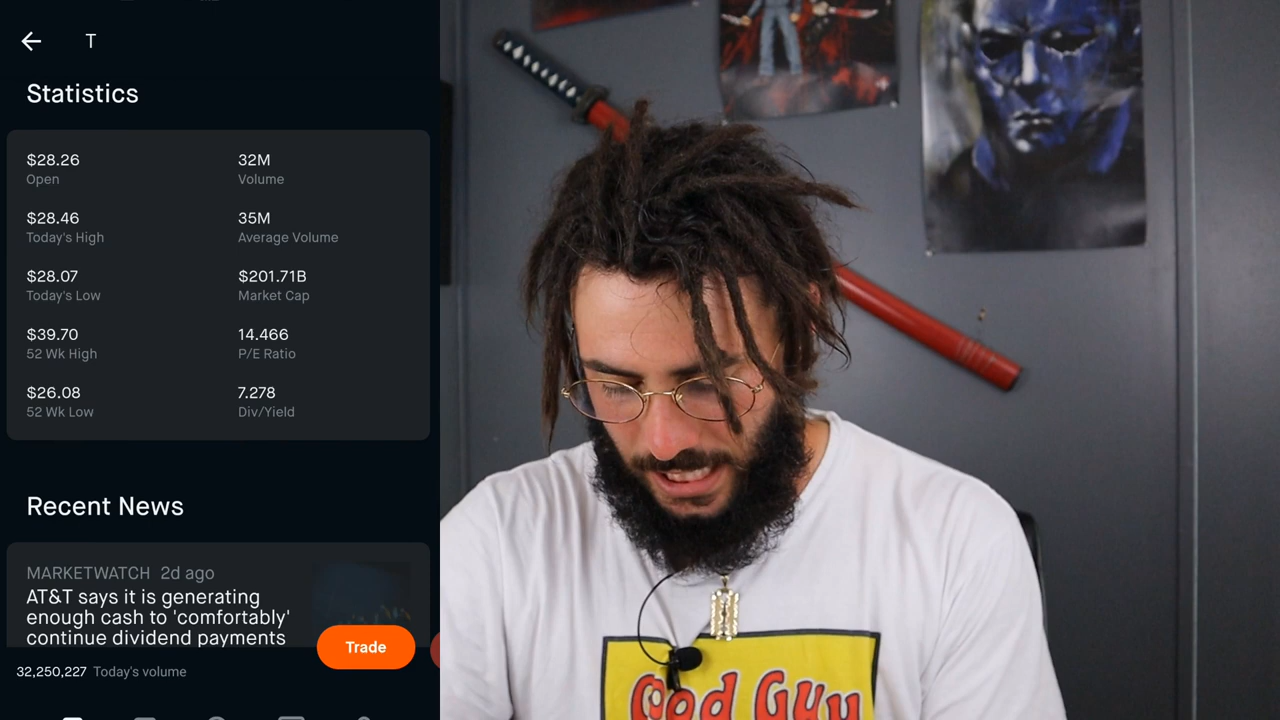 T
Statistics
$28.26
Open
32M
Volume
$28.46
Today's High
35M
Average Volume
$28.07
Today's Low
$201.71B
Market Cap
$39.70
52 Wk High
14.466
P/E Ratio
$26.08
52 Wk Low
7.278
Div/Yield
Recent News
MARKETWATCH 2d ago
AT&T says it is generating
enough cash to 'comfortably'
continue dividend payments
Trade
32,250,227 Today's volume
Good Guy